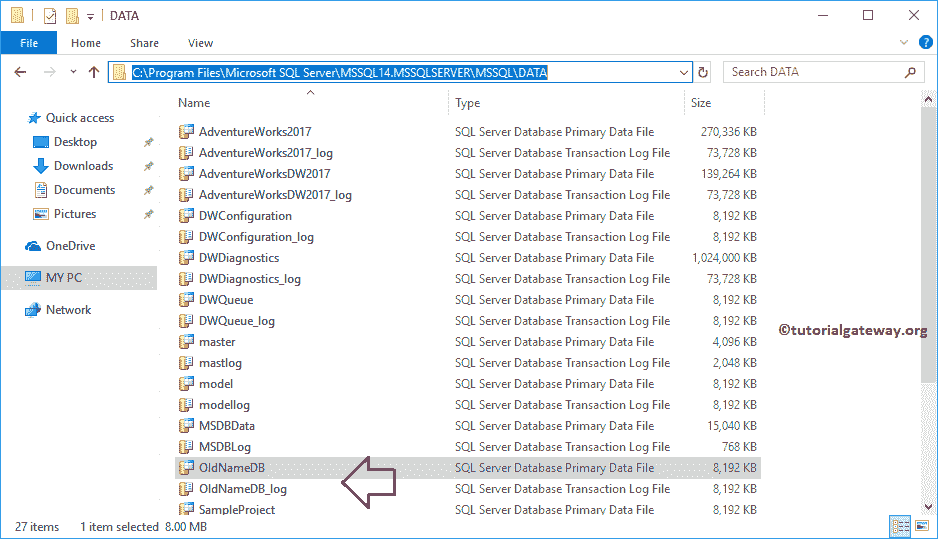 DATA
File Home Share View
C:\Program Files\Microsoft SQL Server\MSSQL14.MSSQLSERVER\MSSQL\DATA Search DATA
Name Type Size
Quick access
Desktop
Downloads
Documents
Pictures
OneDrive
MY PC
Network
AdventureWorks2017 SQL Server Database Primary Data File 270,336 KB
AdventureWorks2017_log SQL Server Database Transaction Log File 73,728 KB
AdventureWorksDW2017 SQL Server Database Primary Data File 139,264 KB
AdventureWorksDW2017_log SQL Server Database Transaction Log File 73,728 KB
DWConfiguration SQL Server Database Primary Data File 8,192 KB
DWConfiguration_log SQL Server Database Transaction Log File 8,192 KB
DWDiagnostics SQL Server Database Primary Data File 1,024,000 KB
DWDiagnostics_log SQL Server Database Transaction Log File 73,728 KB
DWQueue SQL Server Database Primary Data File 8,192 KB
DWQueue_log SQL Server Database Transaction Log File 8,192 KB
master SQL Server Database Primary Data File 4,096 KB
mastlog SQL Server Database Transaction Log File 2,048 KB
model SQL Server Database Primary Data File 8,192 KB
modellog SQL Server Database Transaction Log File 8,192 KB
MSDBData SQL Server Database Primary Data File 15,040 KB
MSDBLog SQL Server Database Transaction Log File 768 KB
OldNameDB SQL Server Database Primary Data File 8,192 KB
OldNameDB_log SQL Server Database Transaction Log File 8,192 KB
SampleProject SQL Server Database Primary Data File 8,192 KB
©tutorialgateway.org
27 items 1 item selected 8.00 MB